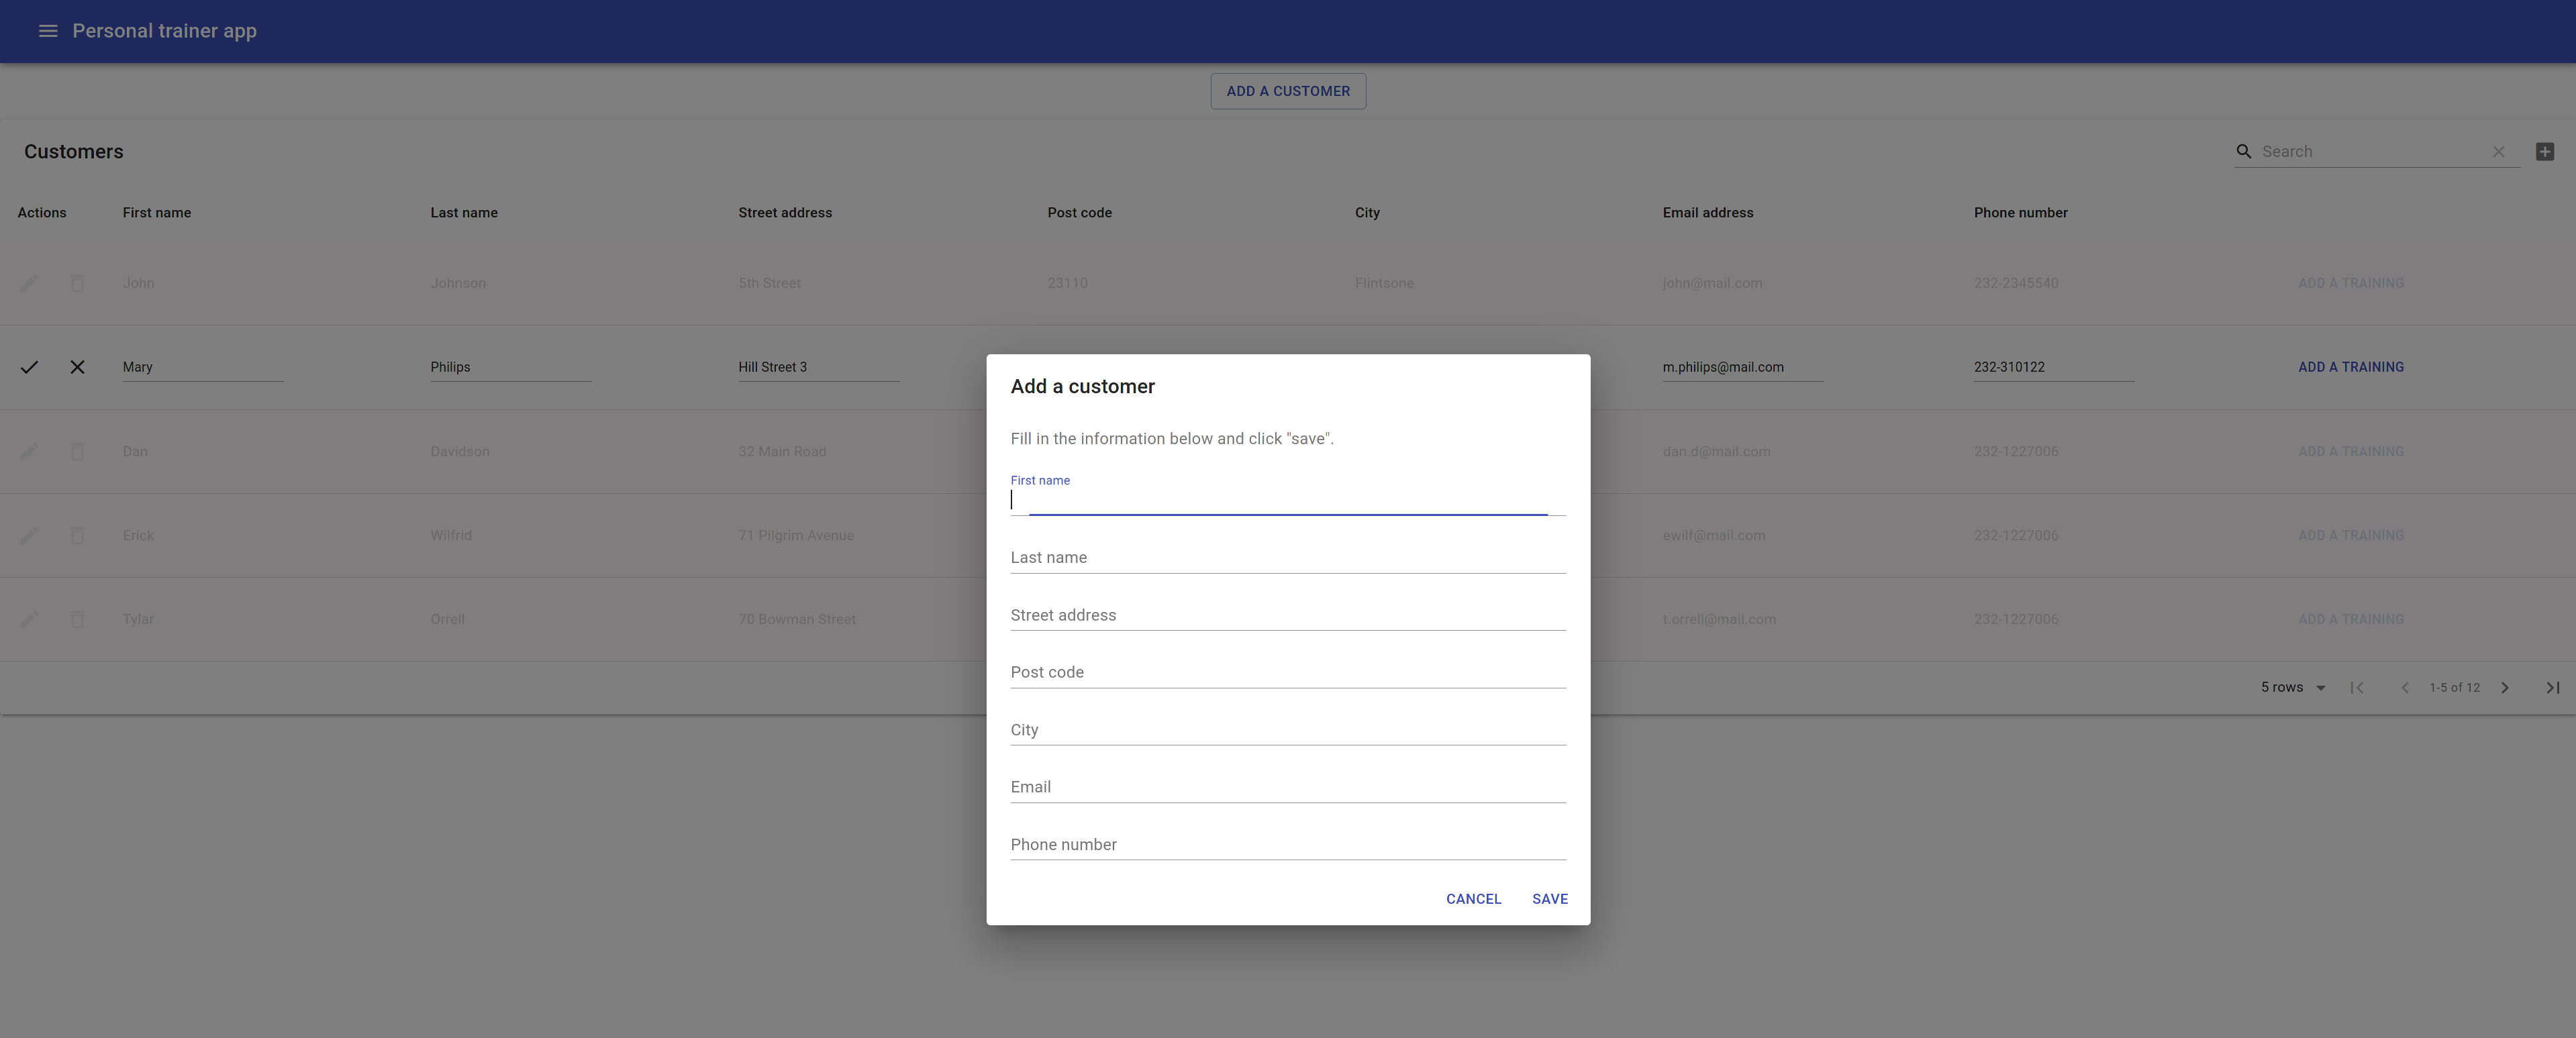 Personal trainer app
ADD A CUSTOMER
Customers
Search
Actions First name Last name Street address Post code City Email address Phone number
John Johnson 5th Street 23110 Flintsone john@mail.com 232-2345540 ADD A TRAINING
Mary Philips Hill Street 3 m.philips@mail.com 232-310122 ADD A TRAINING
Dan Davidson 32 Main Road dan.d@mail.com 232-1227006 ADD A TRAINING
Erick Wilfrid 71 Pilgrim Avenue ewilf@mail.com 232-1227006 ADD A TRAINING
Tylar Orrell 70 Bowman Street t.orrell@mail.com 232-1227006 ADD A TRAINING
5 rows 1-5 of 12
Add a customer
Fill in the information below and click "save".
First name
Last name
Street address
Post code
City
Email
Phone number
CANCEL SAVE